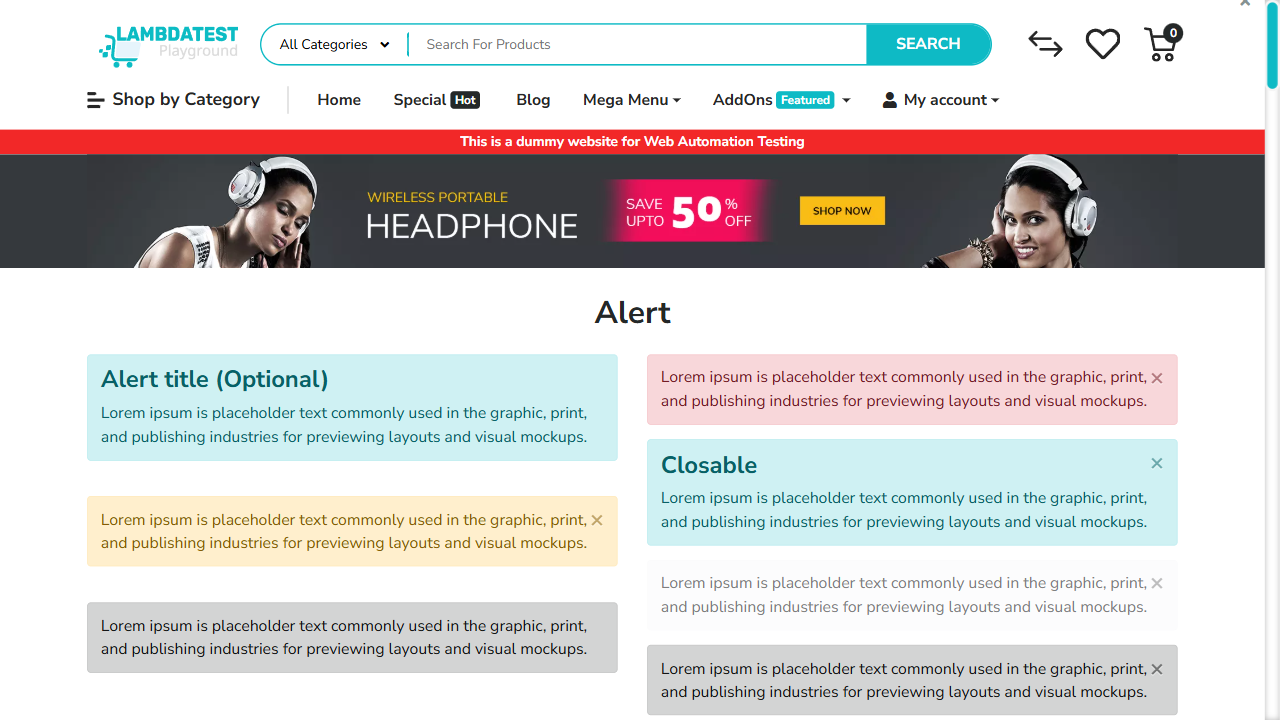 LAMBDATEST
Playground
All Categories
Search For Products
SEARCH
0
Shop by Category
Home
Special Hot
Blog
Mega Menu
AddOns Featured
My account
This is a dummy website for Web Automation Testing
WIRELESS PORTABLE
HEADPHONE
SAVE UPTO 50% OFF
SHOP NOW
Alert
Alert title (Optional)
Lorem ipsum is placeholder text commonly used in the graphic, print,
and publishing industries for previewing layouts and visual mockups.
Lorem ipsum is placeholder text commonly used in the graphic, print,
and publishing industries for previewing layouts and visual mockups.
Lorem ipsum is placeholder text commonly used in the graphic, print,
and publishing industries for previewing layouts and visual mockups.
Lorem ipsum is placeholder text commonly used in the graphic, print,
and publishing industries for previewing layouts and visual mockups.
Closable
Lorem ipsum is placeholder text commonly used in the graphic, print,
and publishing industries for previewing layouts and visual mockups.
Lorem ipsum is placeholder text commonly used in the graphic, print,
and publishing industries for previewing layouts and visual mockups.
Lorem ipsum is placeholder text commonly used in the graphic, print,
and publishing industries for previewing layouts and visual mockups.